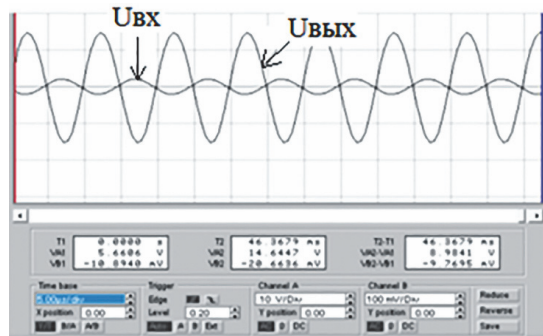 Uвх
Uвых
T1 0.0000 s T2 46.3679 ms T2-T1 46.3679 ms
VA1 5.6606 V VA2 14.6447 V VA2-VA1 8.9841 V
VB1 -10.8940 mV VB2 -20.6636 mV VB2-VB1 -9.7695 mV
Time base Trigger Channel A Channel B
5.00µs/div Edge 10 V/Div 100 mV/Div Reduce
X position 0.00 Level 0.20 Y position 0.00 Y position 0.00 Reverse
B/A A/B Auto A B Ext AC 0 DC AC 0 DC Save